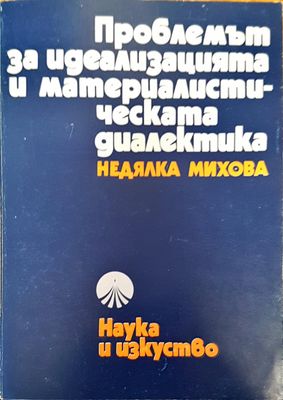 Проблемът
за идеализацията
и материалисти-
ческата
диалектика
НЕДЯЛКА МИХОВА
Наука
и изкуство